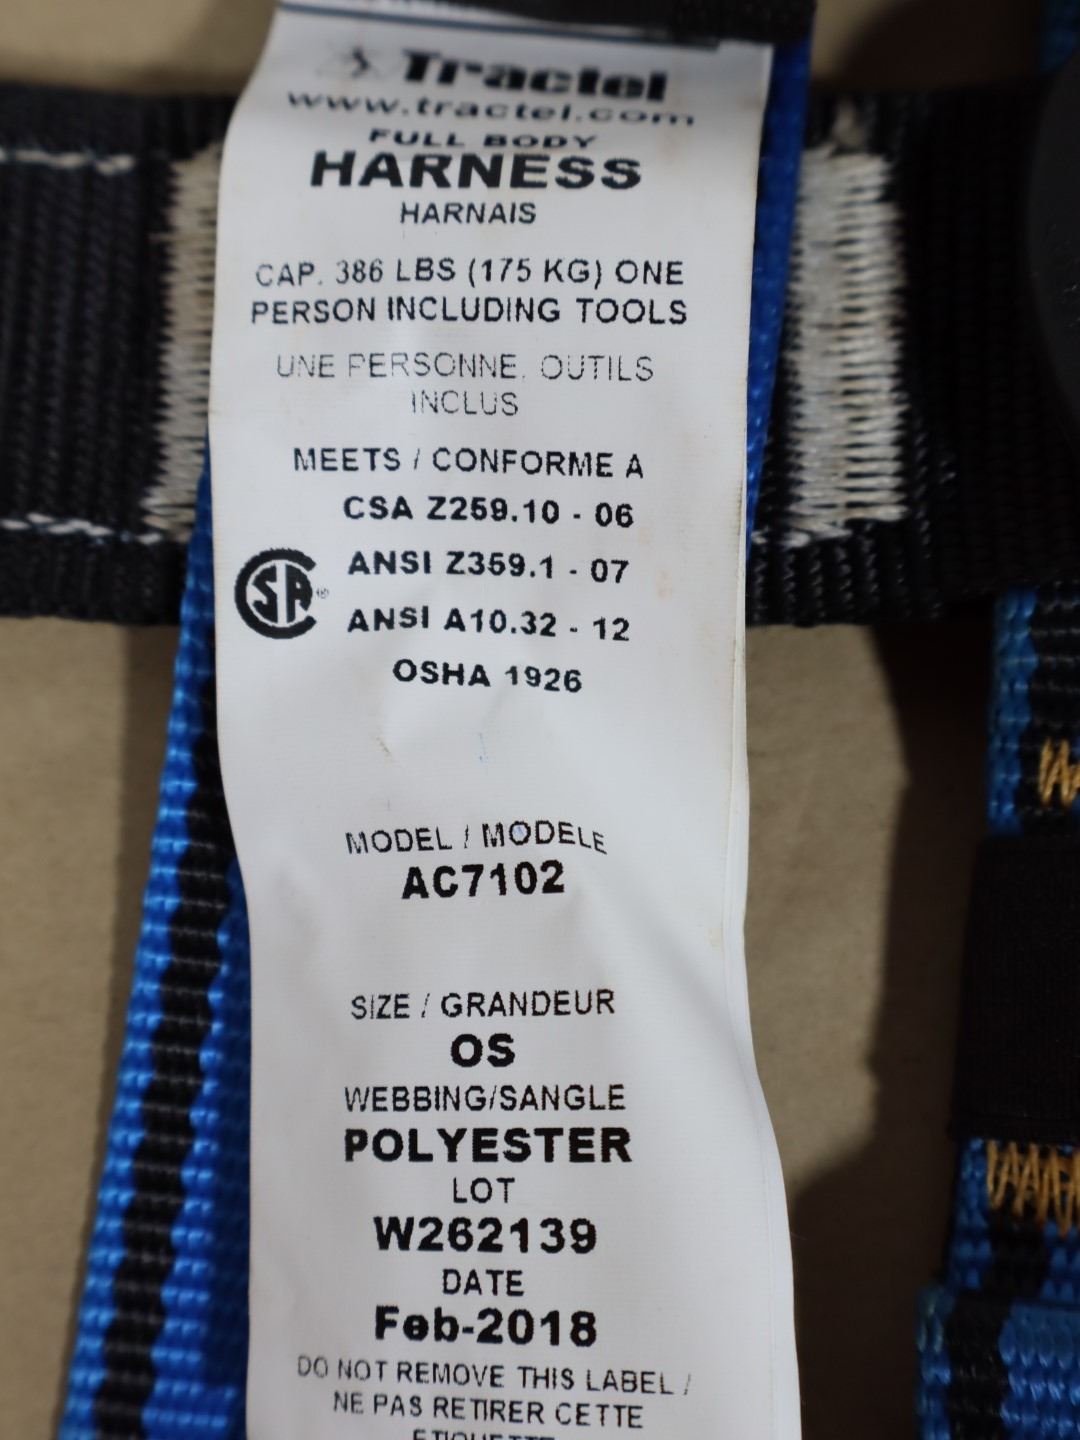 Tractel
www.tractel.com
FULL BODY
HARNESS
HARNAIS
CAP. 386 LBS (175 KG) ONE
PERSON INCLUDING TOOLS
UNE PERSONNE, OUTILS
INCLUS
MEETS / CONFORME A
CSA Z259.10 - 06
ANSI Z359.1 - 07
ANSI A10.32 - 12
OSHA 1926
MODEL / MODELE
AC7102
SIZE / GRANDEUR
OS
WEBBING/SANGLE
POLYESTER
LOT
W262139
DATE
Feb-2018
DO NOT REMOVE THIS LABEL /
NE PAS RETIRER CETTE
ETIQUETTE